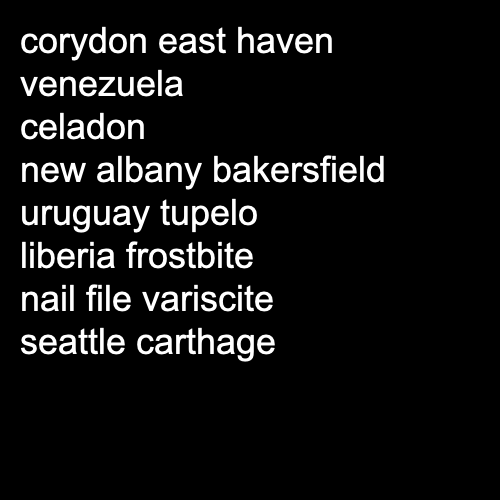 corydon east haven
venezuela
celadon
new albany bakersfield
uruguay tupelo
liberia frostbite
nail file variscite
seattle carthage